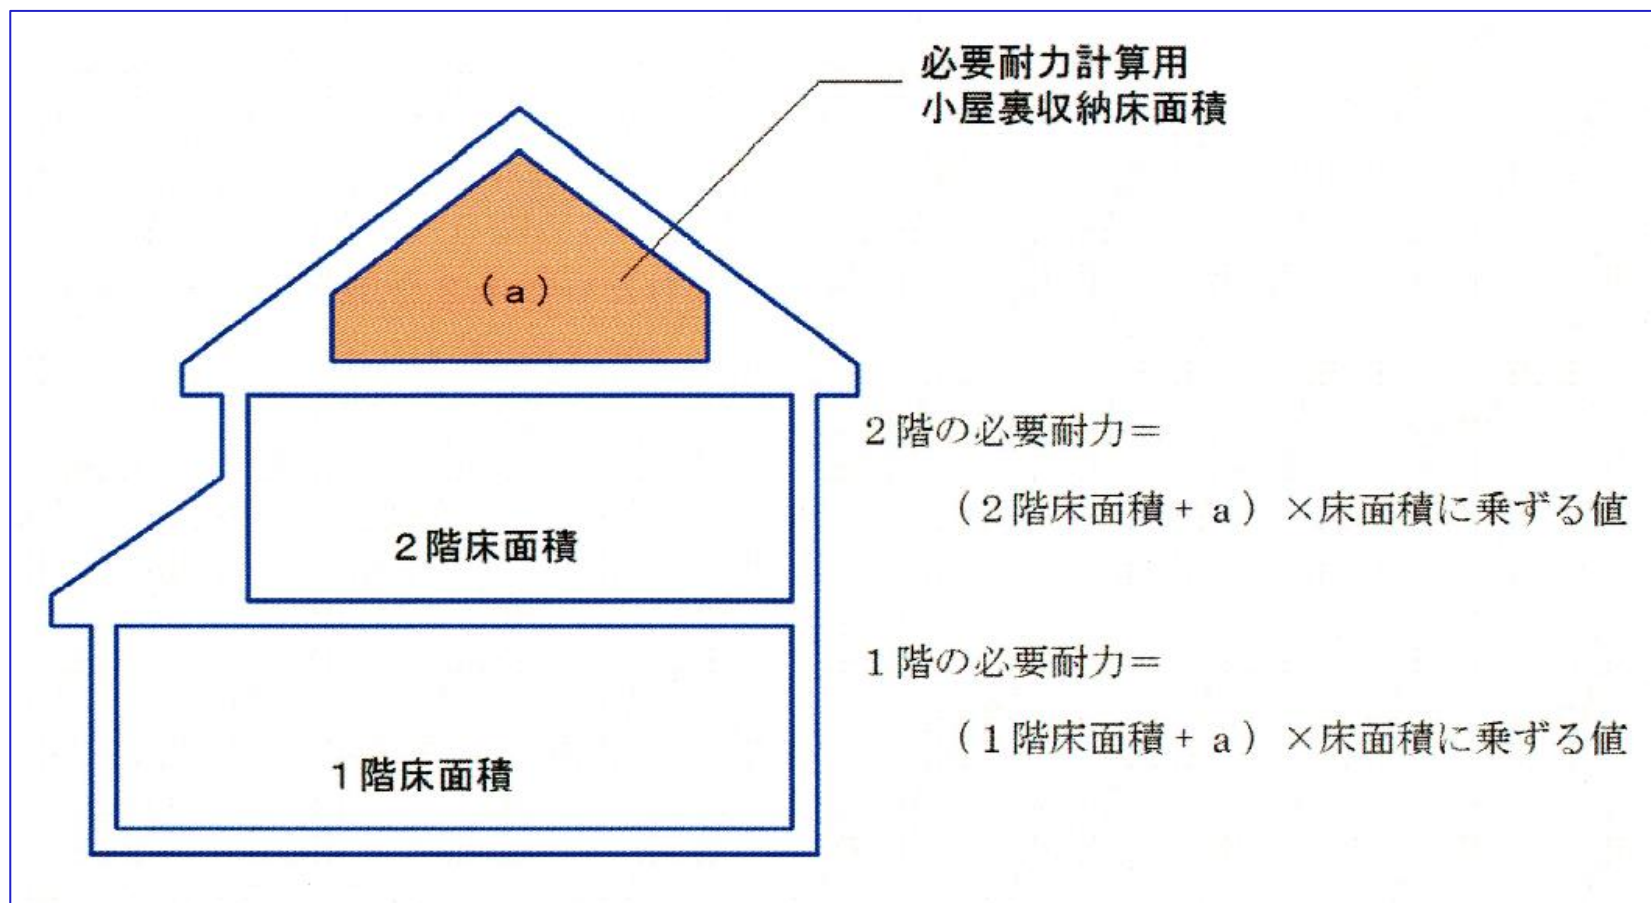 必要耐力計算用
小屋裏収納床面積
（a）
2階の必要耐力＝
（2階床面積+ a）×床面積に乗ずる値
2階床面積
1階の必要耐力＝
（1階床面積+ a）×床面積に乗ずる値
1階床面積